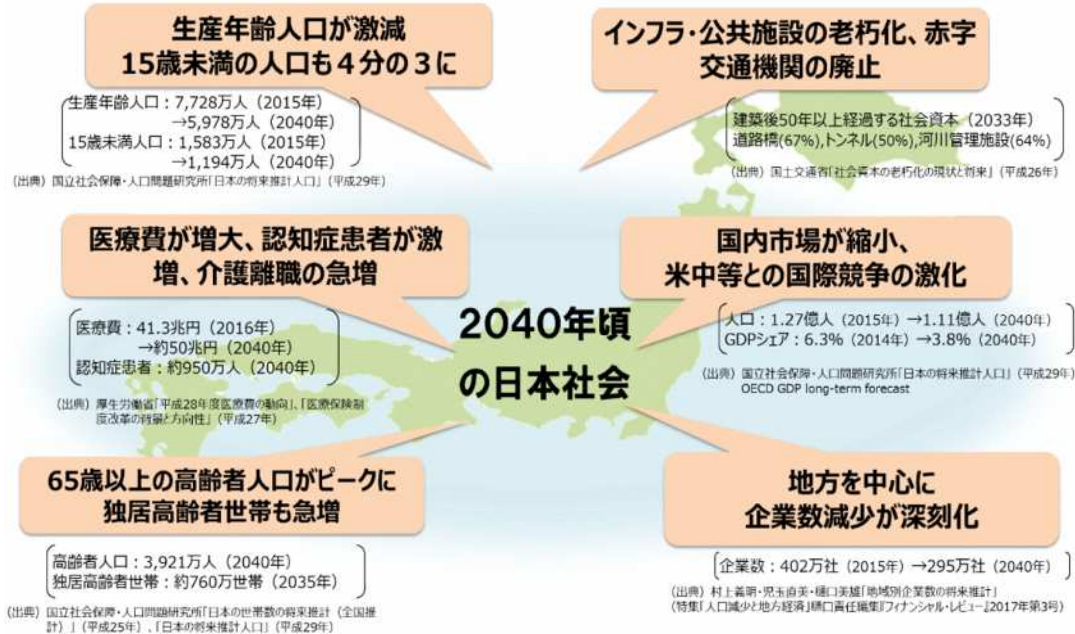 生産年齢人口が激減
15歳未満の人口も4分の3に
生産年齢人口：7,728万人（2015年）
→5,978万人（2040年）
15歳未満人口：1,583万人（2015年）
→1,194万人（2040年）
（出典）国立社会保障・人口問題研究所「日本の将来推計人口」（平成29年）
インフラ・公共施設の老朽化、赤字
交通機関の廃止
建築後50年以上経過する社会資本（2033年）
道路橋(67%),トンネル(50%),河川管理施設(64%)
（出典）国土交通省「社会資本の老朽化の現状と将来」（平成26年）
医療費が増大、認知症患者が激
増、介護離職の急増
医療費：41.3兆円（2016年）
→約50兆円（2040年）
認知症患者：約950万人（2040年）
（出典）厚生労働省「平成28年度医療費の動向」、「医療保険制
度改革の背景と方向性」（平成27年）
国内市場が縮小、
米中等との国際競争の激化
人口：1.27億人（2015年）→1.11億人（2040年）
GDPシェア：6.3%（2014年）→3.8%（2040年）
（出典）国立社会保障・人口問題研究所「日本の将来推計人口」（平成29年）
OECD GDP long-term forecast
2040年頃
の日本社会
65歳以上の高齢者人口がピークに
独居高齢者世帯も急増
高齢者人口：3,921万人（2040年）
独居高齢者世帯：約760万世帯（2035年）
（出典）国立社会保障・人口問題研究所「日本の世帯数の将来推計（全国推
計）」（平成25年）、「日本の将来推計人口」（平成29年）
地方を中心に
企業数減少が深刻化
企業数：402万社（2015年）→295万社（2040年）
（出典）村上義昭・児玉直美・樋口美雄「地域別企業数の将来推計」
（特集「人口減少と地方経済」樋口責任編集『フィナンシャル・レビュー』2017年第3号）